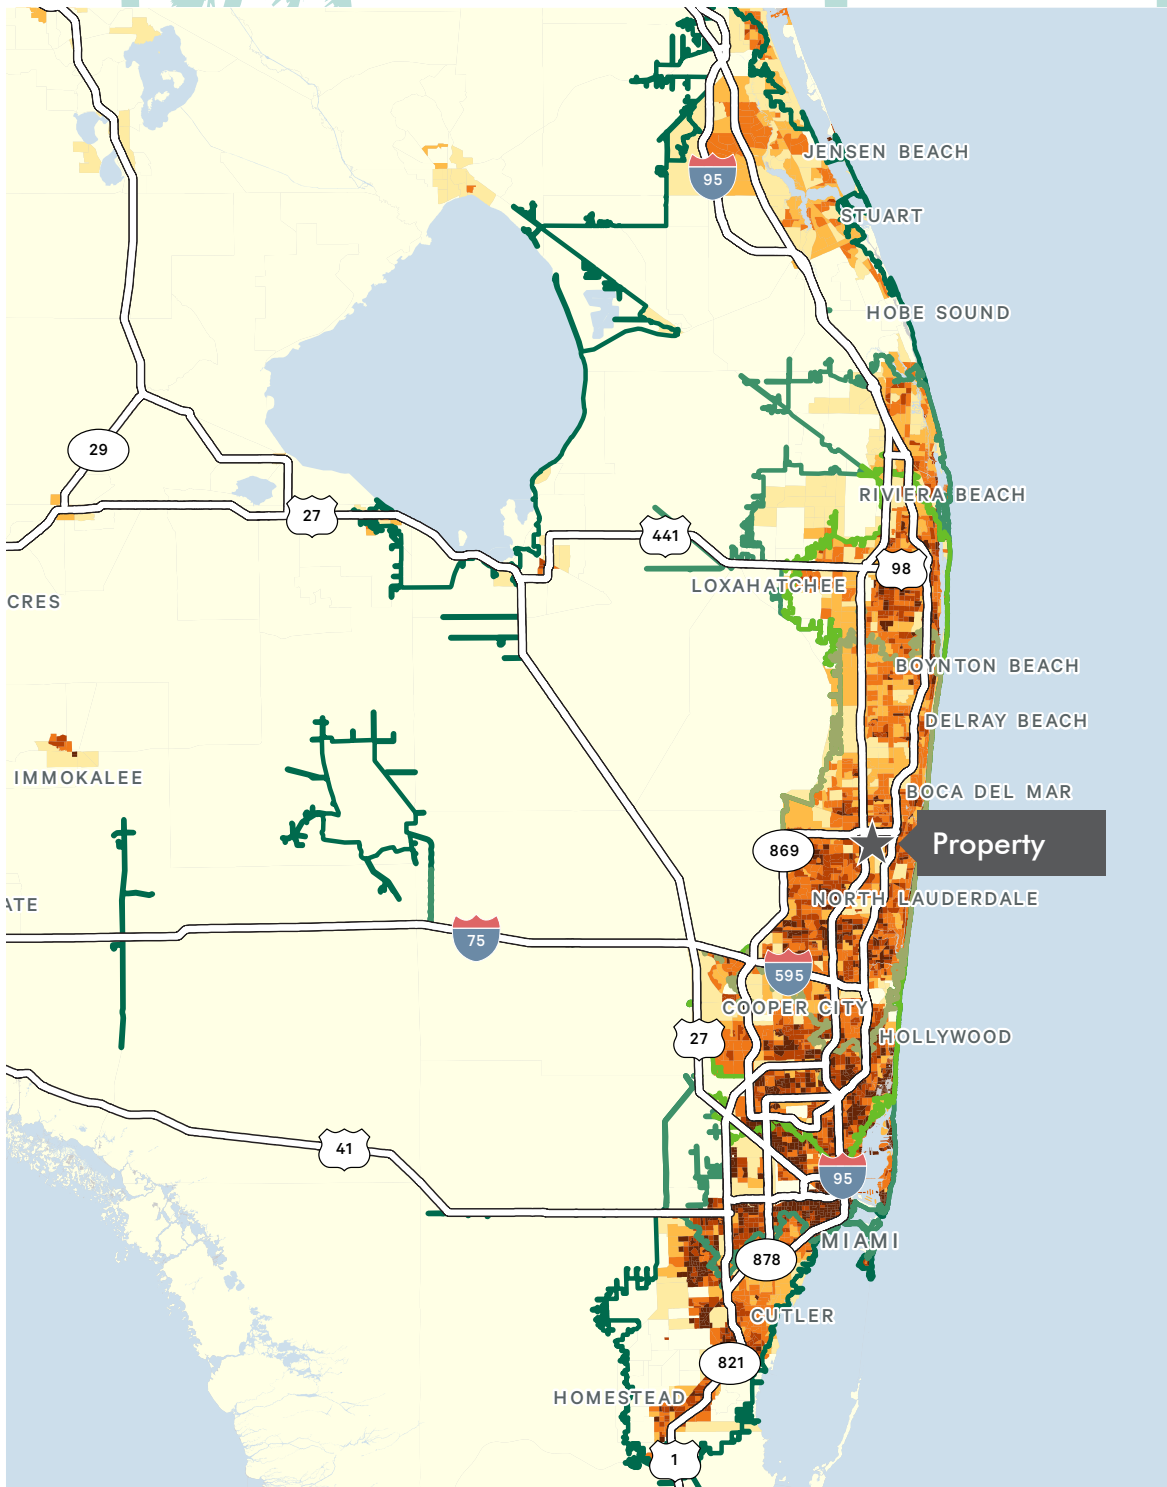 JENSEN BEACH
95
STUART
HOBE SOUND
29
RIVIERA BEACH
27
441
98
LOXAHATCHEE
CRES
BOYNTON BEACH
DELRAY BEACH
IMMOKALEE
BOCA DEL MAR
869
Property
NORTH LAUDERDALE
ATE
75
595
COOPER CITY
27
HOLLYWOOD
41
95
MIAMI
878
CUTLER
821
HOMESTEAD
1